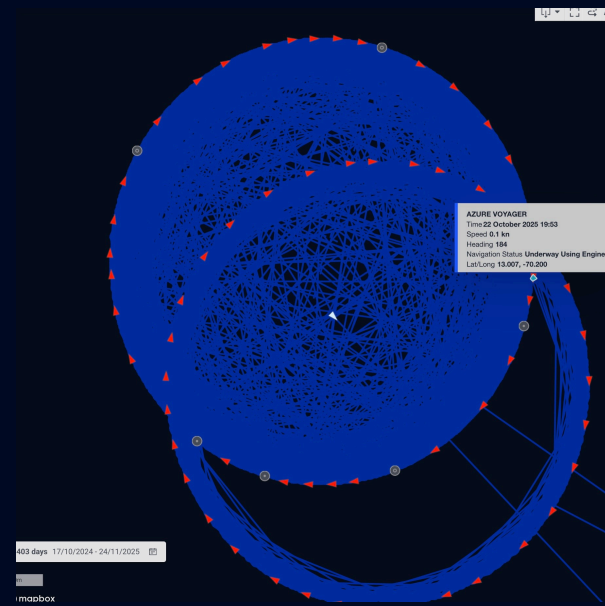 AZURE VOYAGER
Time 22 October 2025 19:53
Speed 0.1 kn
Heading 184
Navigation Status Underway Using Engine
Lat/Long 13.007, -70.200
403 days 17/10/2024 - 24/11/2025
mapbox